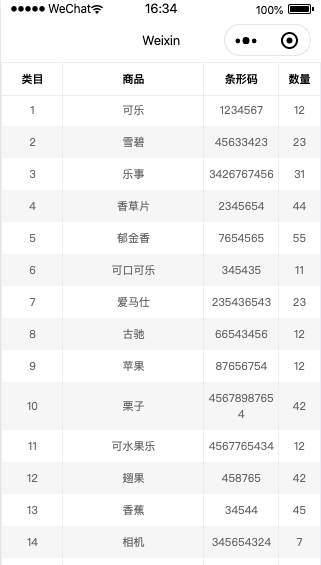 WeChat 16:34 100%
Weixin
类目 商品 条形码 数量
1 可乐 1234567 12
2 雪碧 45633423 23
3 乐事 3426767456 31
4 香草片 2345654 44
5 郁金香 7654565 55
6 可口可乐 345435 11
7 爱马仕 235436543 23
8 古驰 66543456 12
9 苹果 87656754 12
10 栗子 4567898765 42
4
11 可水果乐 4567765434 12
12 翅果 458765 42
13 香蕉 34544 45
14 相机 345654324 7